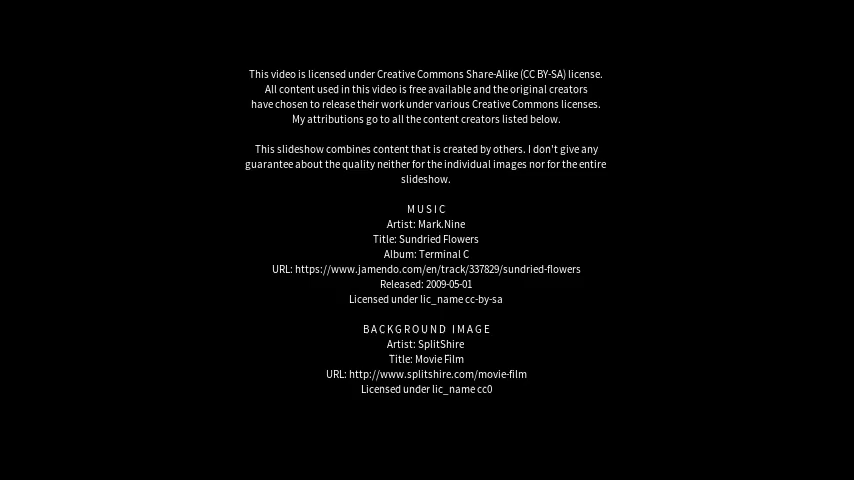 This video is licensed under Creative Commons Share-Alike (CC BY-SA) license.
All content used in this video is free available and the original creators
have chosen to release their work under various Creative Commons licenses.
My attributions go to all the content creators listed below.
This slideshow combines content that is created by others. I don't give any
guarantee about the quality neither for the individual images nor for the entire
slideshow.
MUSIC
Artist: Mark.Nine
Title: Sundried Flowers
Album: Terminal C
URL: https://www.jamendo.com/en/track/337829/sundried-flowers
Released: 2009-05-01
Licensed under lic_name cc-by-sa
BACKGROUND IMAGE
Artist: SplitShire
Title: Movie Film
URL: http://www.splitshire.com/movie-film
Licensed under lic_name cc0